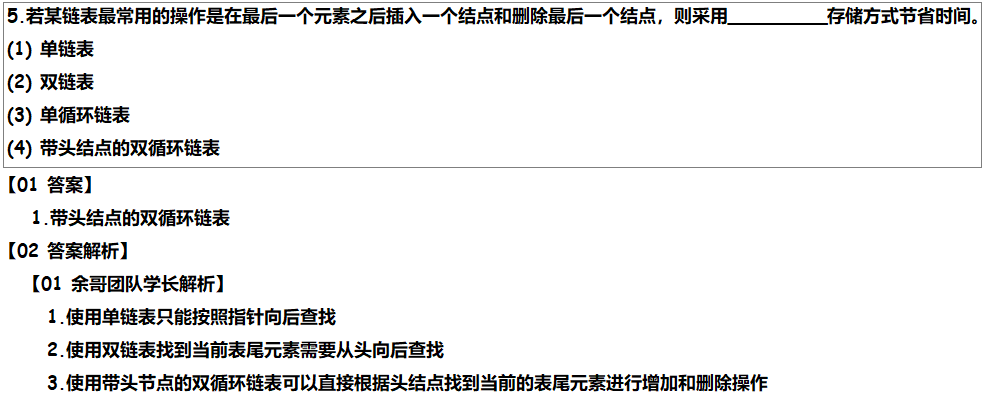 5.若某链表最常用的操作是在最后一个元素之后插入一个结点和删除最后一个结点，则采用__________存储方式节省时间。
(1) 单链表
(2) 双链表
(3) 单循环链表
(4) 带头结点的双循环链表
【01 答案】
1.带头结点的双循环链表
【02 答案解析】
【01 余哥团队学长解析】
1.使用单链表只能按照指针向后查找
2.使用双链表找到当前表尾元素需要从头向后查找
3.使用带头节点的双循环链表可以直接根据头结点找到当前的表尾元素进行增加和删除操作